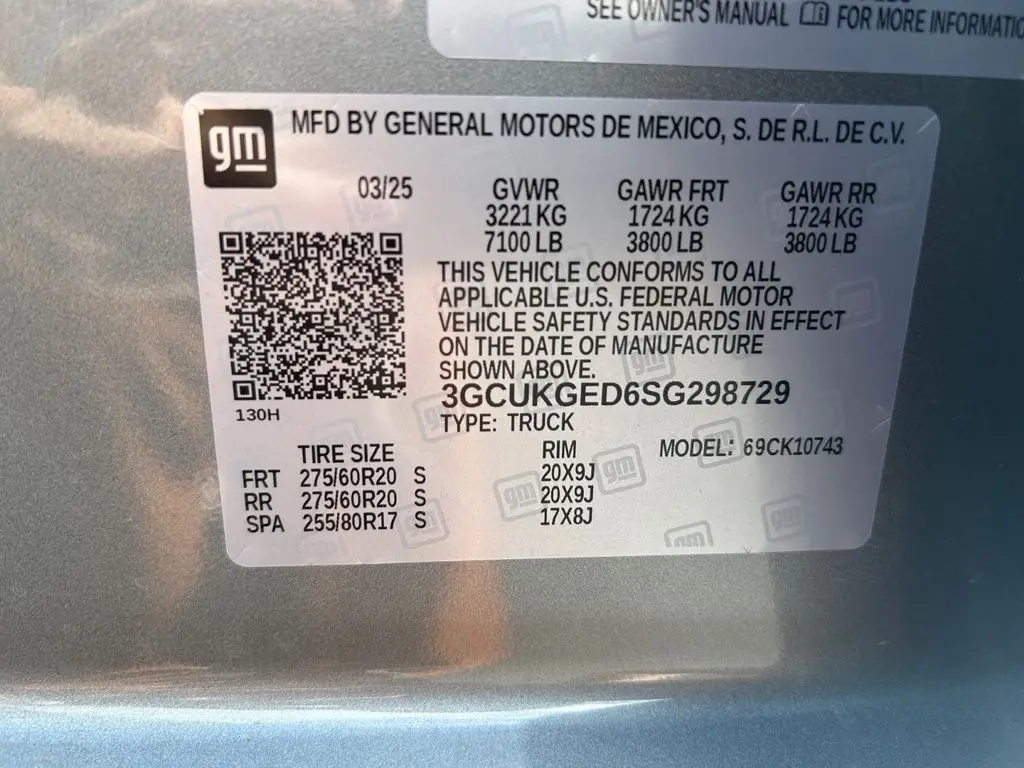 SEE OWNER'S MANUAL FOR MORE INFORMATIO
gm
MFD BY GENERAL MOTORS DE MEXICO, S. DE R.L. DE C.V.
03/25 GVWR GAWR FRT GAWR RR
3221 KG 1724 KG 1724 KG
7100 LB 3800 LB 3800 LB
THIS VEHICLE CONFORMS TO ALL
APPLICABLE U.S. FEDERAL MOTOR
VEHICLE SAFETY STANDARDS IN EFFECT
ON THE DATE OF MANUFACTURE
SHOWN ABOVE.
3GCUKGED6SG298729
130H
TYPE: TRUCK
TIRE SIZE RIM MODEL: 69CK10743
FRT 275/60R20 S 20X9J
RR 275/60R20 S 20X9J
SPA 255/80R17 S 17X8J